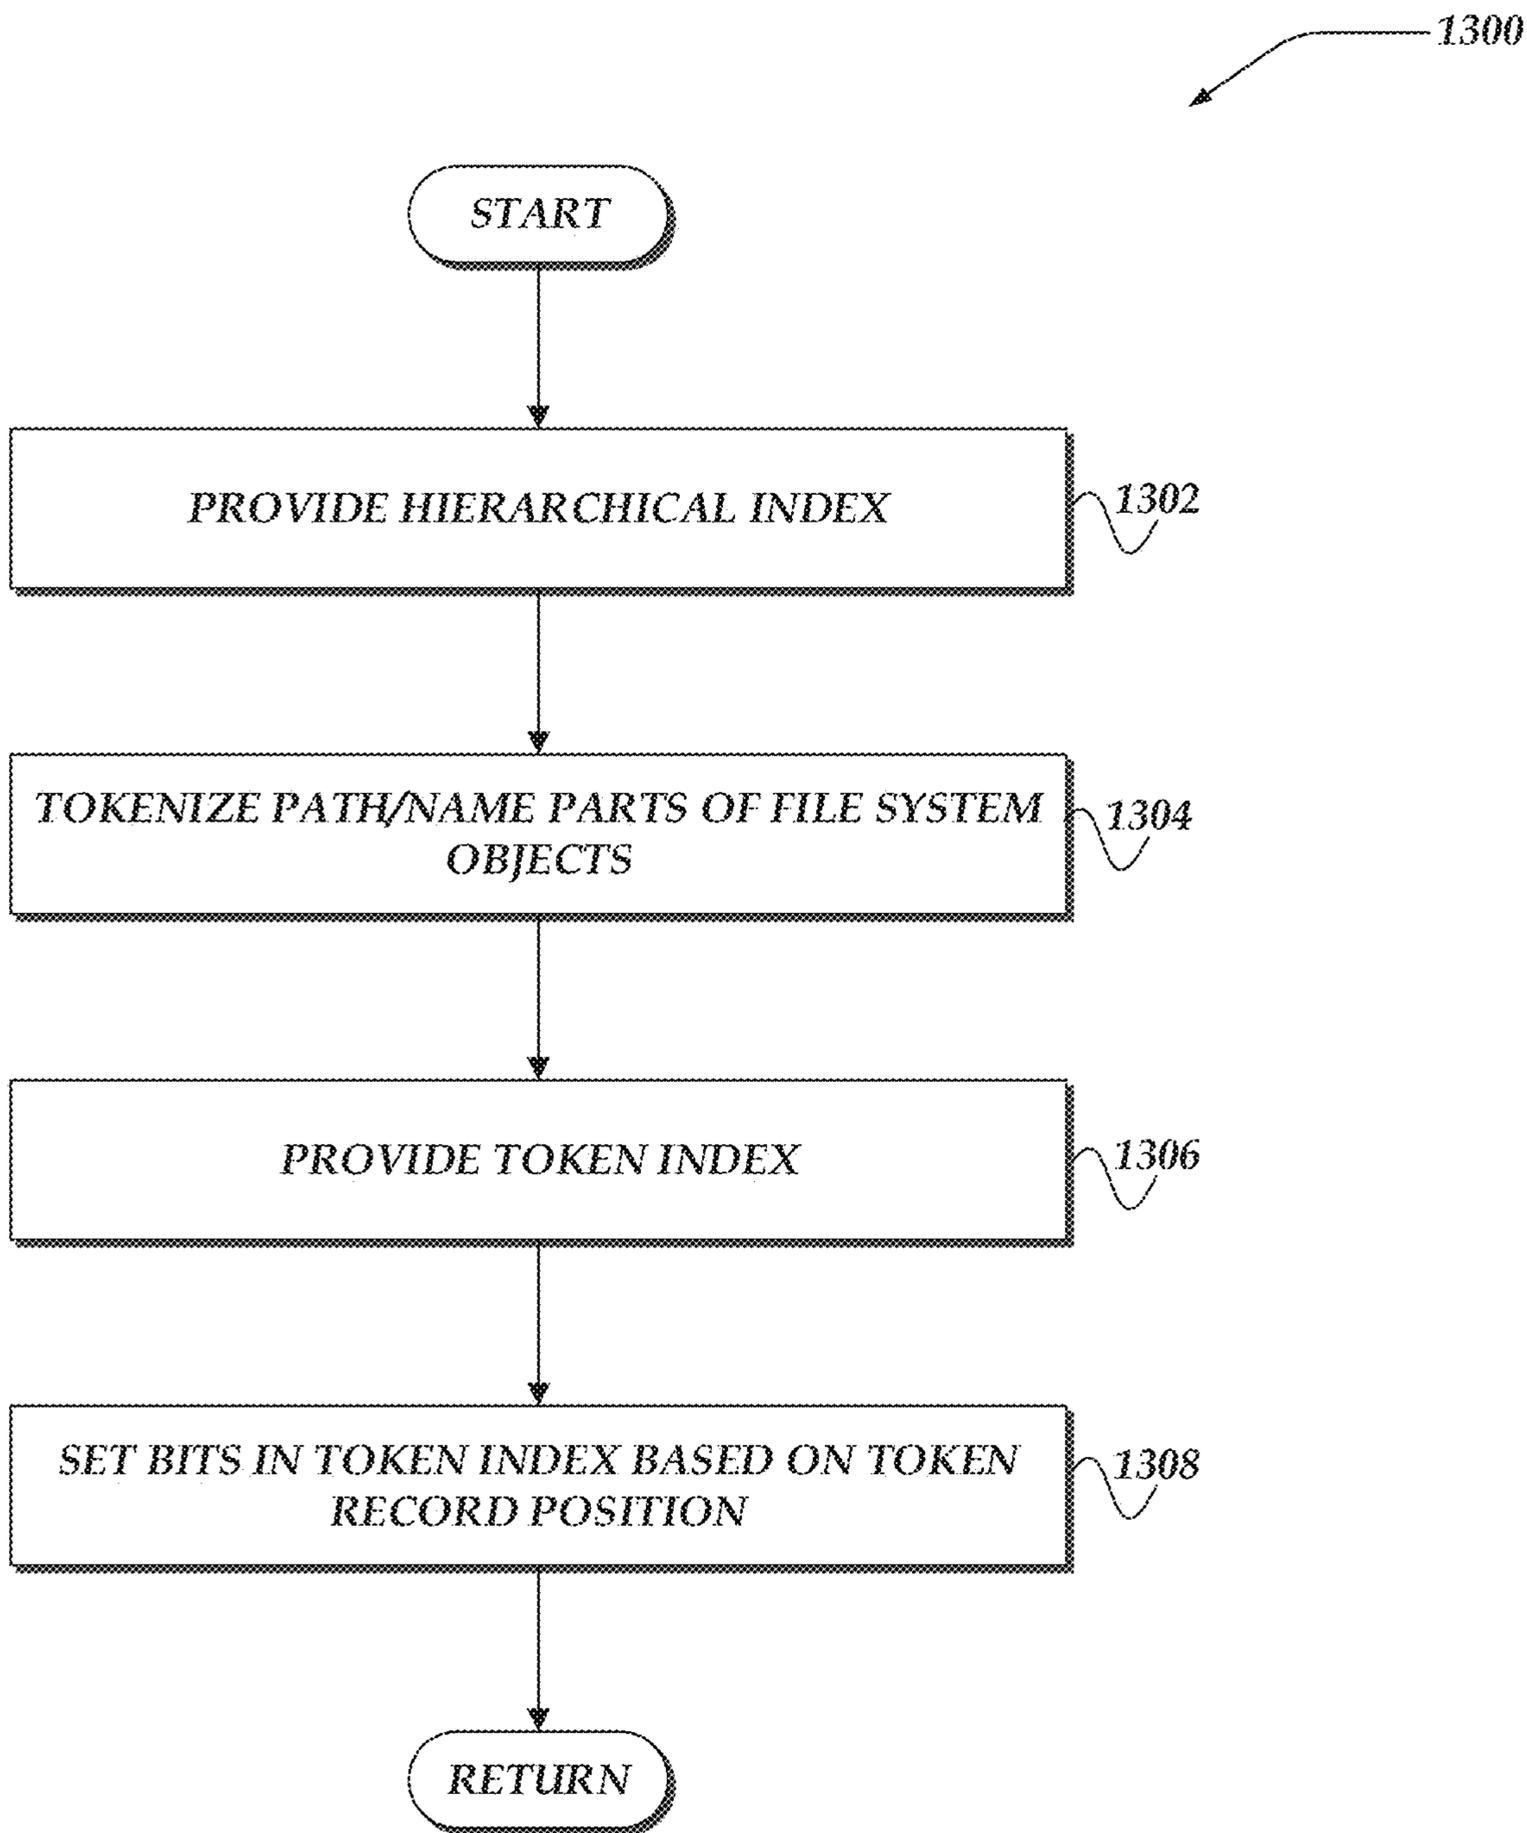 1300
START
PROVIDE HIERARCHICAL INDEX
1302
TOKENIZE PATH/NAME PARTS OF FILE SYSTEM
OBJECTS
1304
PROVIDE TOKEN INDEX
1306
SET BITS IN TOKEN INDEX BASED ON TOKEN
RECORD POSITION
1308
RETURN